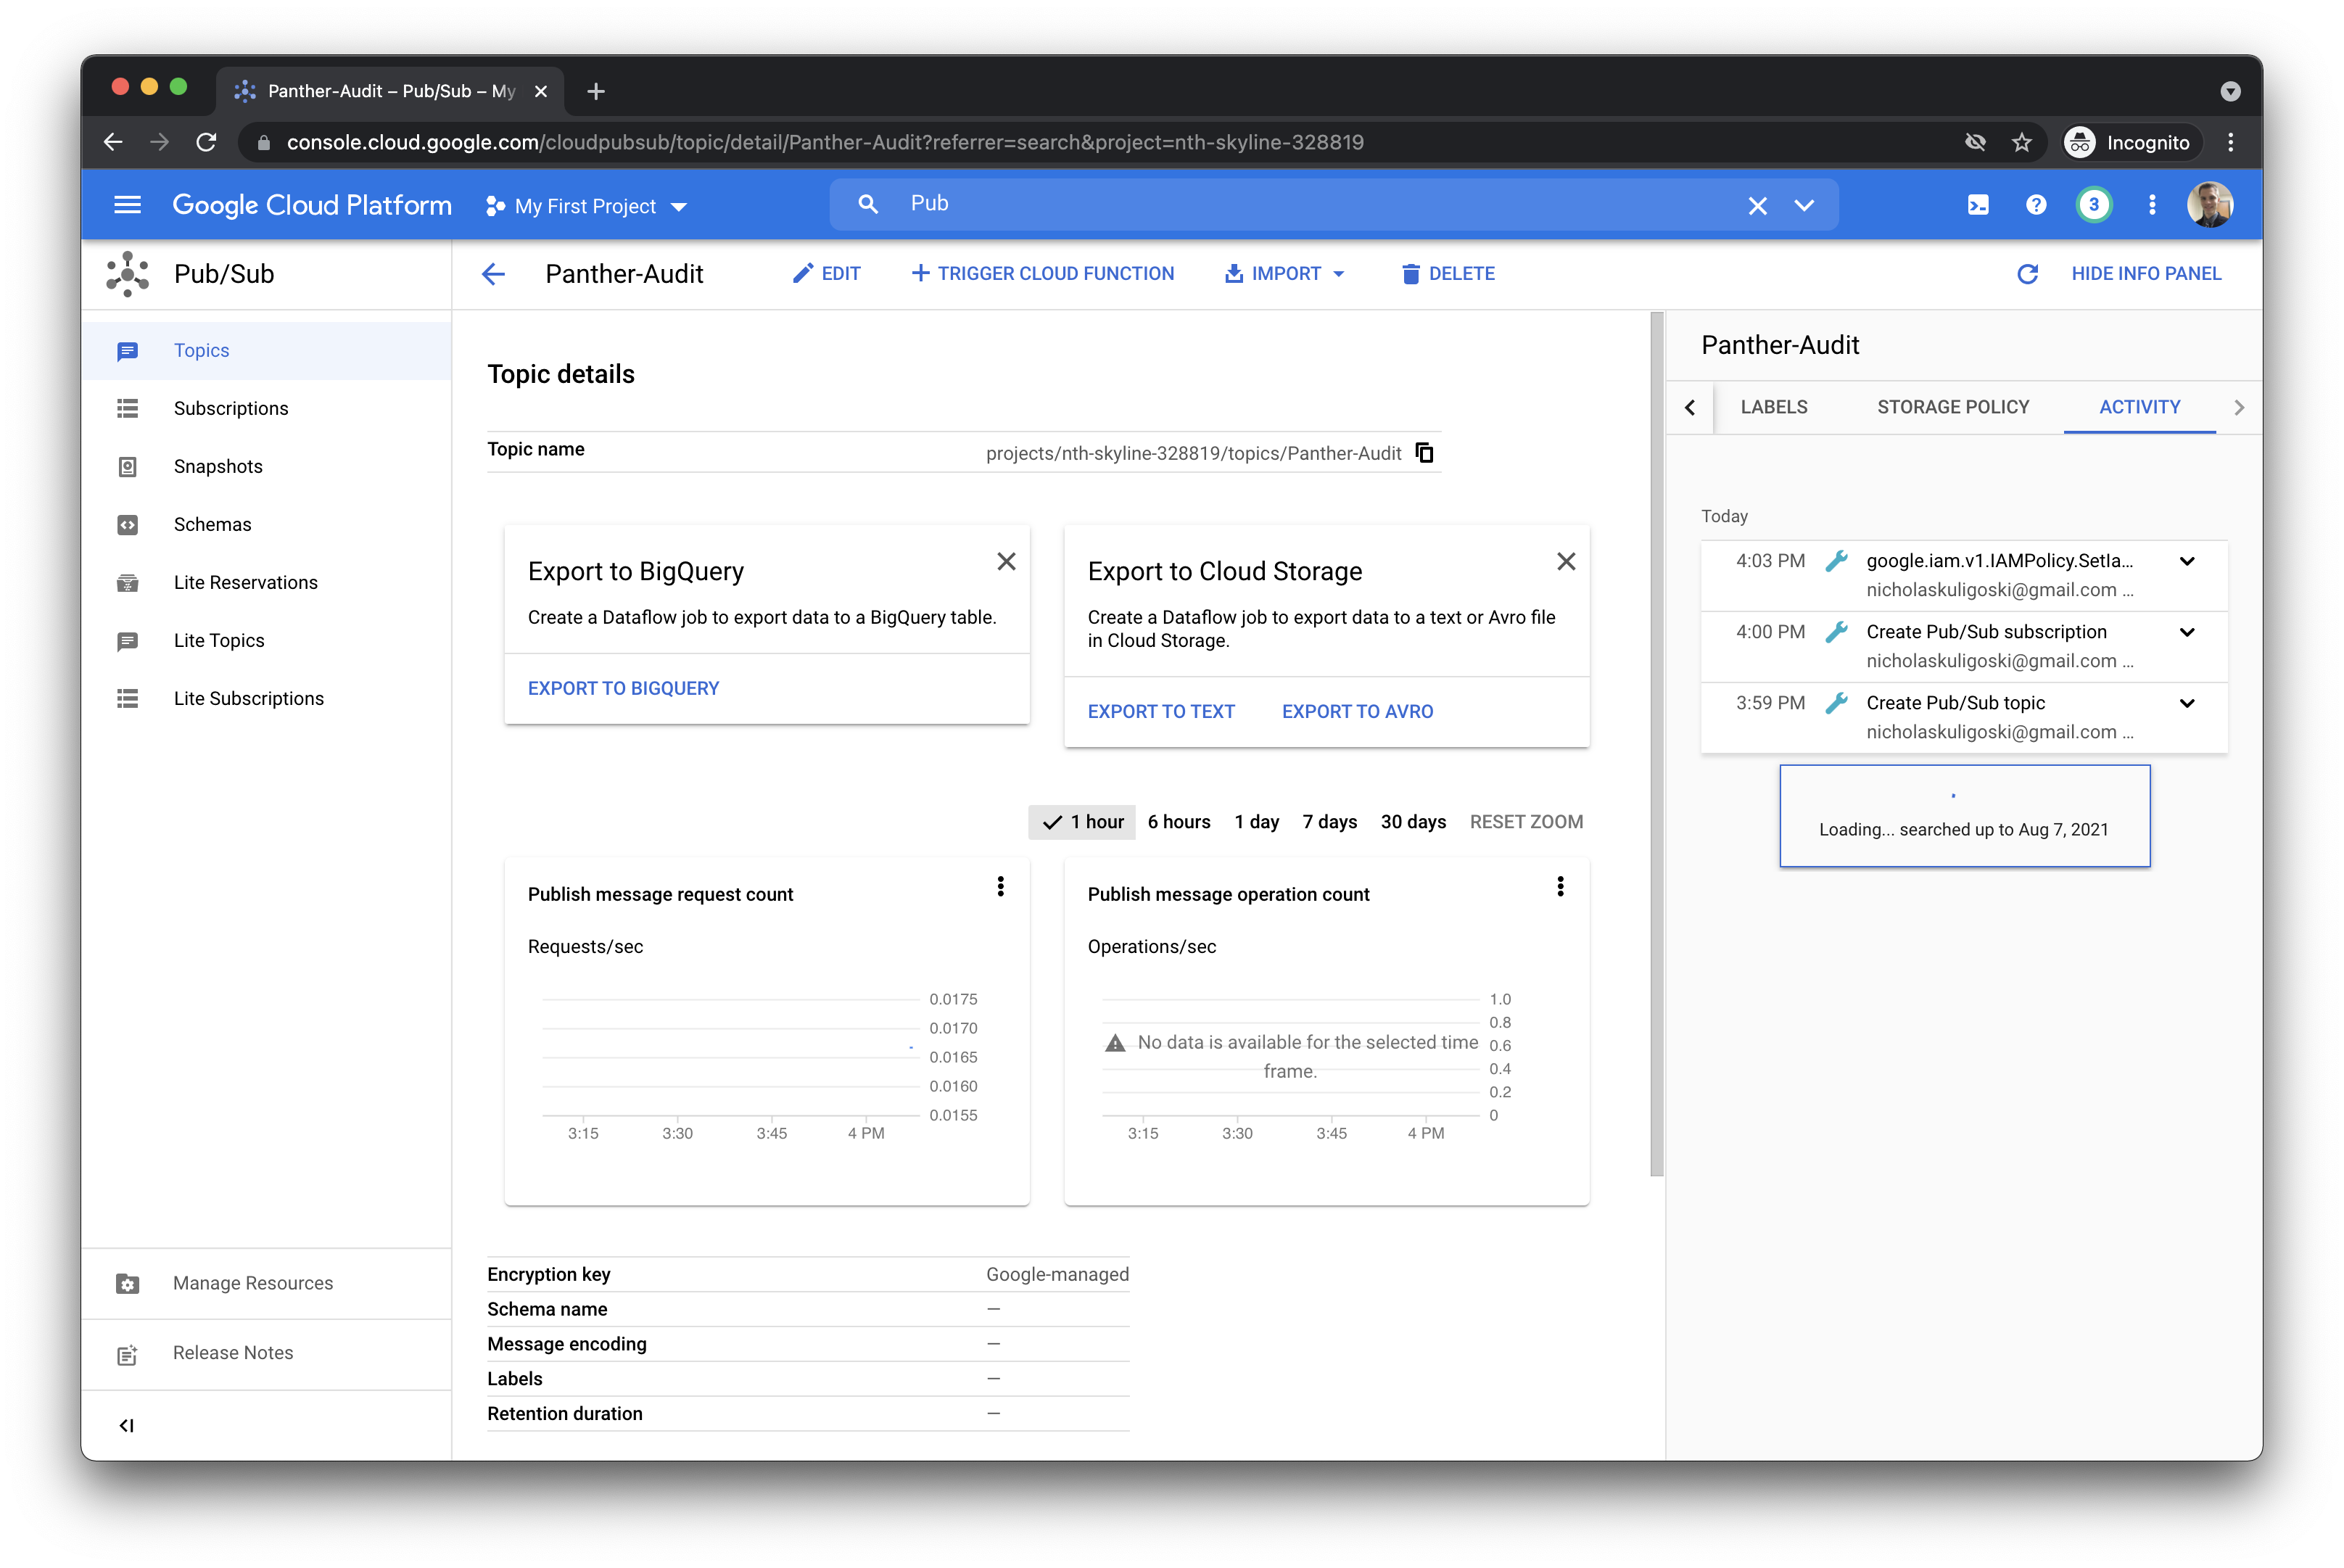 Panther-Audit – Pub/Sub – My
console.cloud.google.com/cloudpubsub/topic/detail/Panther-Audit?referrer=search&project=nth-skyline-328819
Incognito
Google Cloud Platform
My First Project
Pub
3
Pub/Sub
Panther-Audit
EDIT
TRIGGER CLOUD FUNCTION
IMPORT
DELETE
HIDE INFO PANEL
Topics
Subscriptions
Snapshots
Schemas
Lite Reservations
Lite Topics
Lite Subscriptions
Manage Resources
Release Notes
Topic details
Topic name projects/nth-skyline-328819/topics/Panther-Audit
Export to BigQuery
Create a Dataflow job to export data to a BigQuery table.
EXPORT TO BIGQUERY
Export to Cloud Storage
Create a Dataflow job to export data to a text or Avro file
in Cloud Storage.
EXPORT TO TEXT EXPORT TO AVRO
1 hour 6 hours 1 day 7 days 30 days RESET ZOOM
Publish message request count
Requests/sec
0.0175
0.0170
0.0165
0.0160
0.0155
3:15 3:30 3:45 4 PM
Publish message operation count
Operations/sec
1.0
0.8
No data is available for the selected time
0.6
frame.
0.4
0.2
0
3:15 3:30 3:45 4 PM
Encryption key Google-managed
Schema name —
Message encoding —
Labels —
Retention duration —
Panther-Audit
LABELS STORAGE POLICY ACTIVITY
Today
4:03 PM google.iam.v1.IAMPolicy.SetIa...
nicholaskuligoski@gmail.com ...
4:00 PM Create Pub/Sub subscription
nicholaskuligoski@gmail.com ...
3:59 PM Create Pub/Sub topic
nicholaskuligoski@gmail.com ...
Loading... searched up to Aug 7, 2021